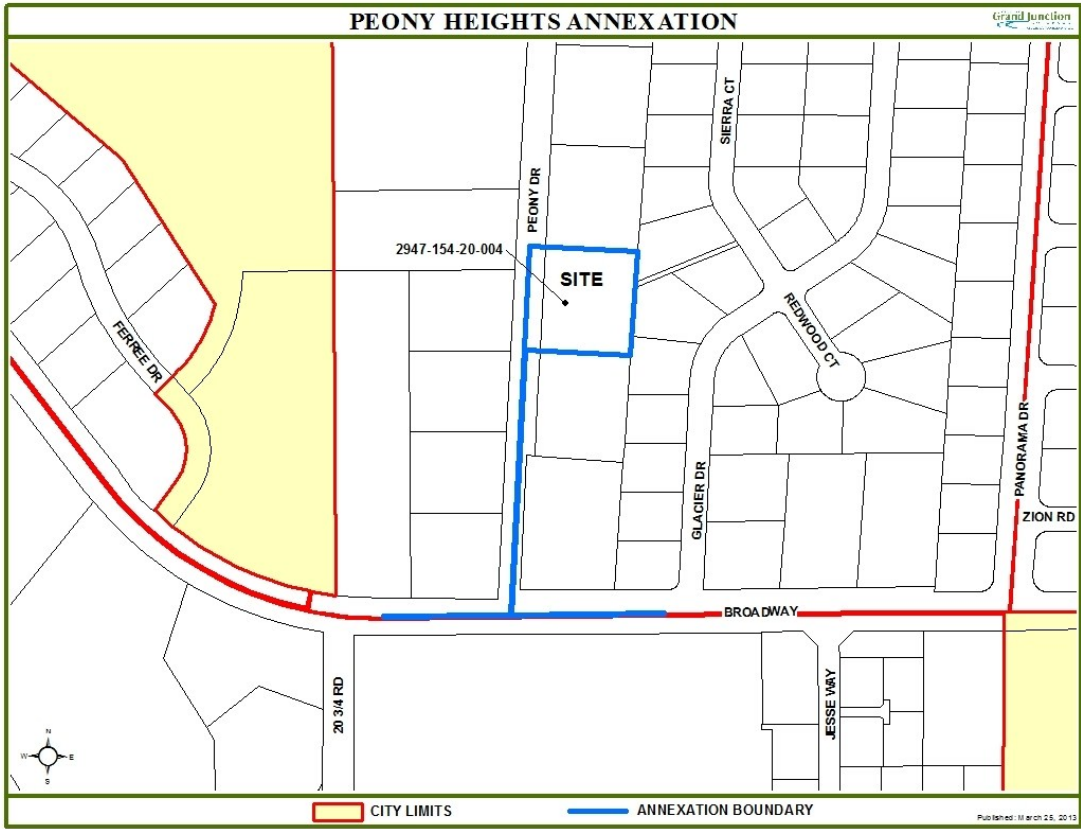 PEONY HEIGHTS ANNEXATION
Grand Junction
SIERRA CT
PEONY DR
2947-154-20-004
SITE
FERREE DR
REDWOOD CT
PANORAMA DR
GLACIER DR
ZION RD
BROADWAY
20 3/4 RD
JESSE WAY
N
W E
S
CITY LIMITS
ANNEXATION BOUNDARY
Published: March 25, 2013